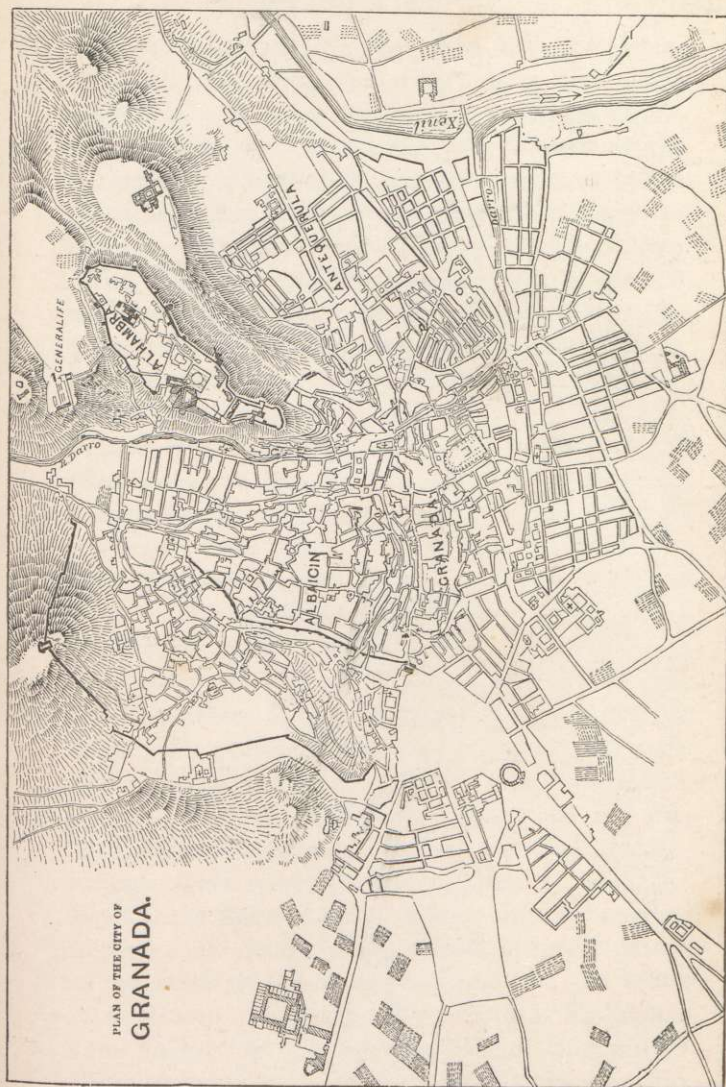 PLAN OF THE CITY OF
GRANADA.
GENERALIFE
ALHAMBRA
R. Darro
ALBAICIN
GRANADA
ANTEQUERULA
Xenil